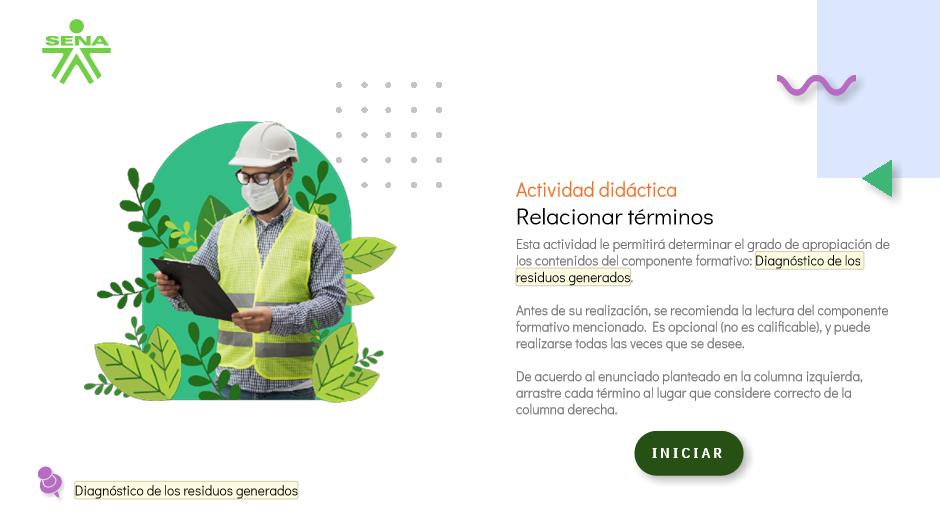 SENA
Actividad didáctica
Relacionar términos
Esta actividad le permitirá determinar el grado de apropiación de
los contenidos del componente formativo: Diagnóstico de los
residuos generados.
Antes de su realización, se recomienda la lectura del componente
formativo mencionado. Es opcional (no es calificable), y puede
realizarse todas las veces que se desee.
De acuerdo al enunciado planteado en la columna izquierda,
arrastre cada término al lugar que considere correcto de la
columna derecha.
INICIAR
Diagnóstico de los residuos generados